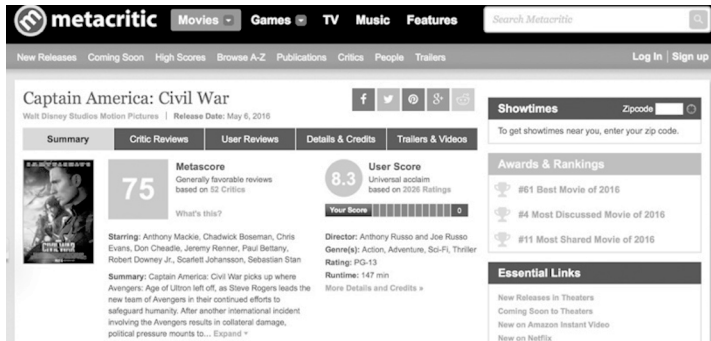 metacritic Movies Games TV Music Features Search Metacritic
New Releases Coming Soon High Scores Browse A-Z Publications Critics People Trailers Log In | Sign up
Captain America: Civil War
Walt Disney Studios Motion Pictures | Release Date: May 6, 2016
Summary Critic Reviews User Reviews Details & Credits Trailers & Videos
75
Metascore
Generally favorable reviews
based on 52 Critics
What's this?
8.3
User Score
Universal acclaim
based on 2026 Ratings
Your Score 0
CIVIL WAR
Starring: Anthony Mackie, Chadwick Boseman, Chris
Evans, Don Cheadle, Jeremy Renner, Paul Bettany,
Robert Downey Jr., Scarlett Johansson, Sebastian Stan
Summary: Captain America: Civil War picks up where
Avengers: Age of Ultron left off, as Steve Rogers leads the
new team of Avengers in their continued efforts to
safeguard humanity. After another international incident
involving the Avengers results in collateral damage,
political pressure mounts to... Expand
Director: Anthony Russo and Joe Russo
Genre(s): Action, Adventure, Sci-Fi, Thriller
Rating: PG-13
Runtime: 147 min
More Details and Credits »
Showtimes Zipcode
To get showtimes near you, enter your zip code.
Awards & Rankings
#61 Best Movie of 2016
#4 Most Discussed Movie of 2016
#11 Most Shared Movie of 2016
Essential Links
New Releases in Theaters
Coming Soon to Theaters
New on Amazon Instant Video
New on Netflix